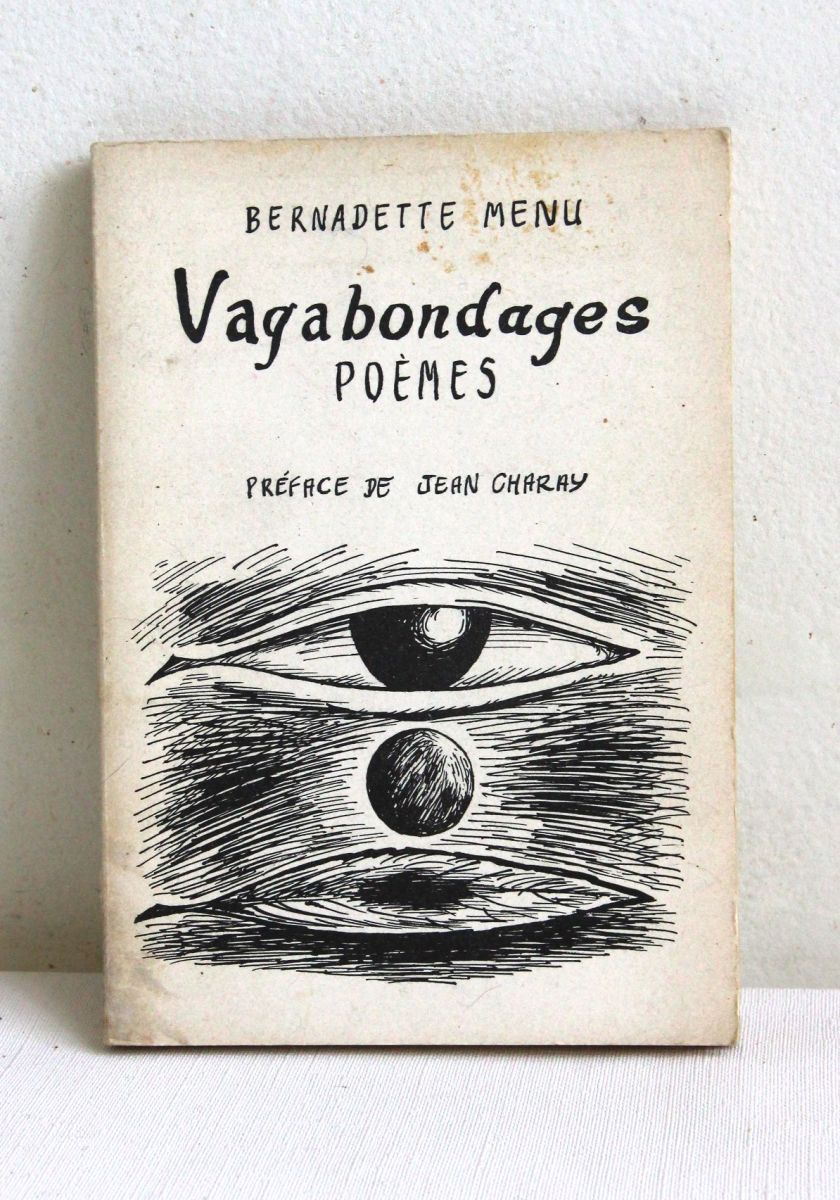 BERNADETTE MENU
Vagabondages
POÈMES
PRÉFACE DE JEAN CHARAY